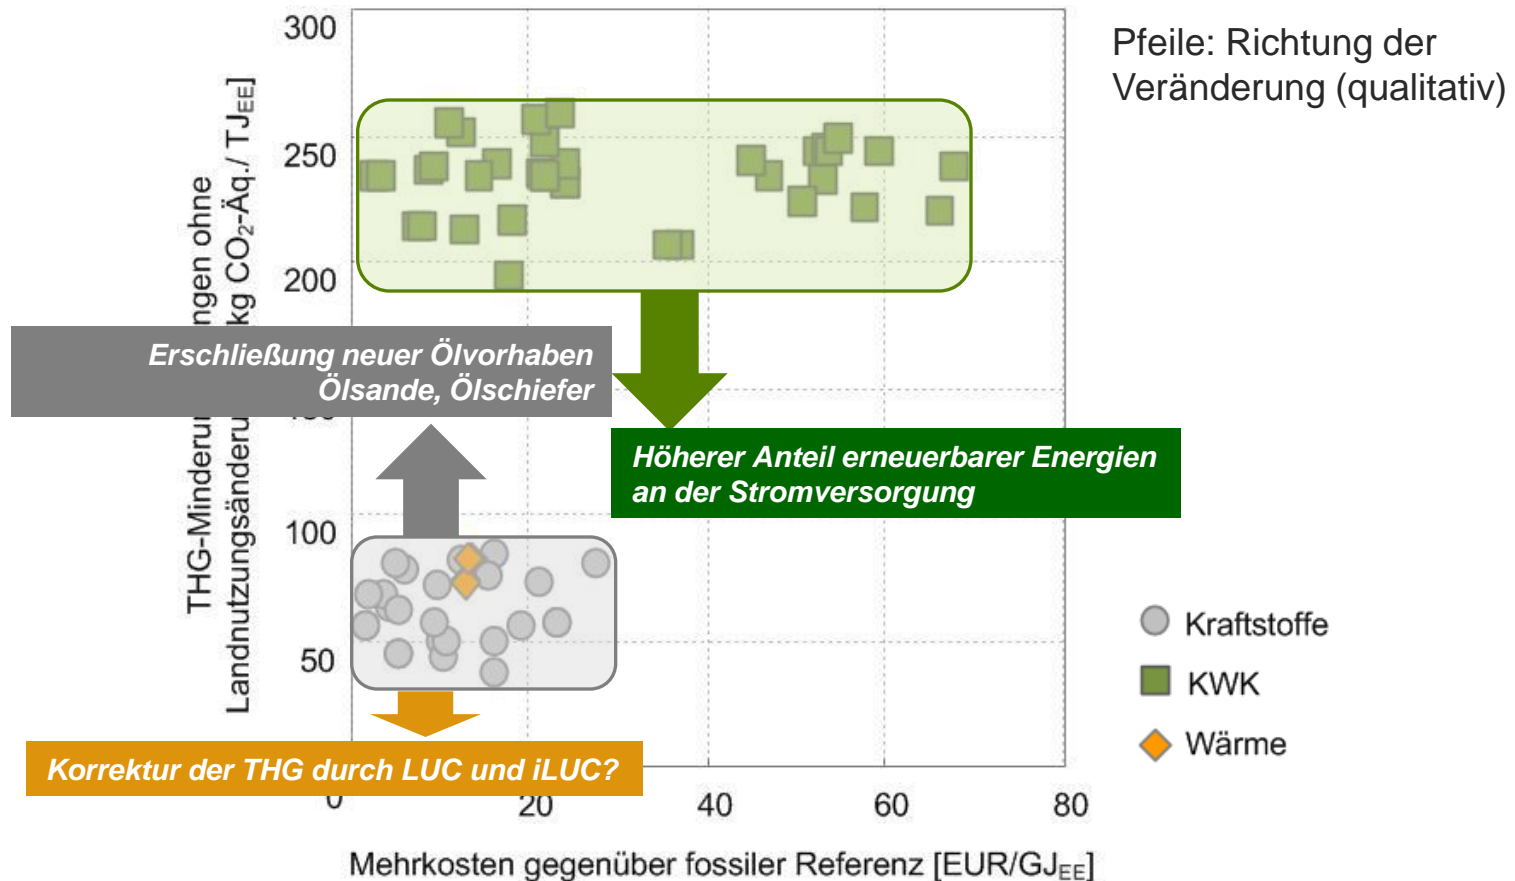 Pfeile: Richtung der
Veränderung (qualitativ)
300
250
200
100
50
THG-Minderu ngen ohne
Landnutzungsänderu kg CO₂-Äq./ TJEE]
Erschließung neuer Ölvorhaben
Ölsande, Ölschiefer
Höherer Anteil erneuerbarer Energien
an der Stromversorgung
Korrektur der THG durch LUC und iLUC?
Kraftstoffe
KWK
Wärme
0 20 40 60 80
Mehrkosten gegenüber fossiler Referenz [EUR/GJEE]